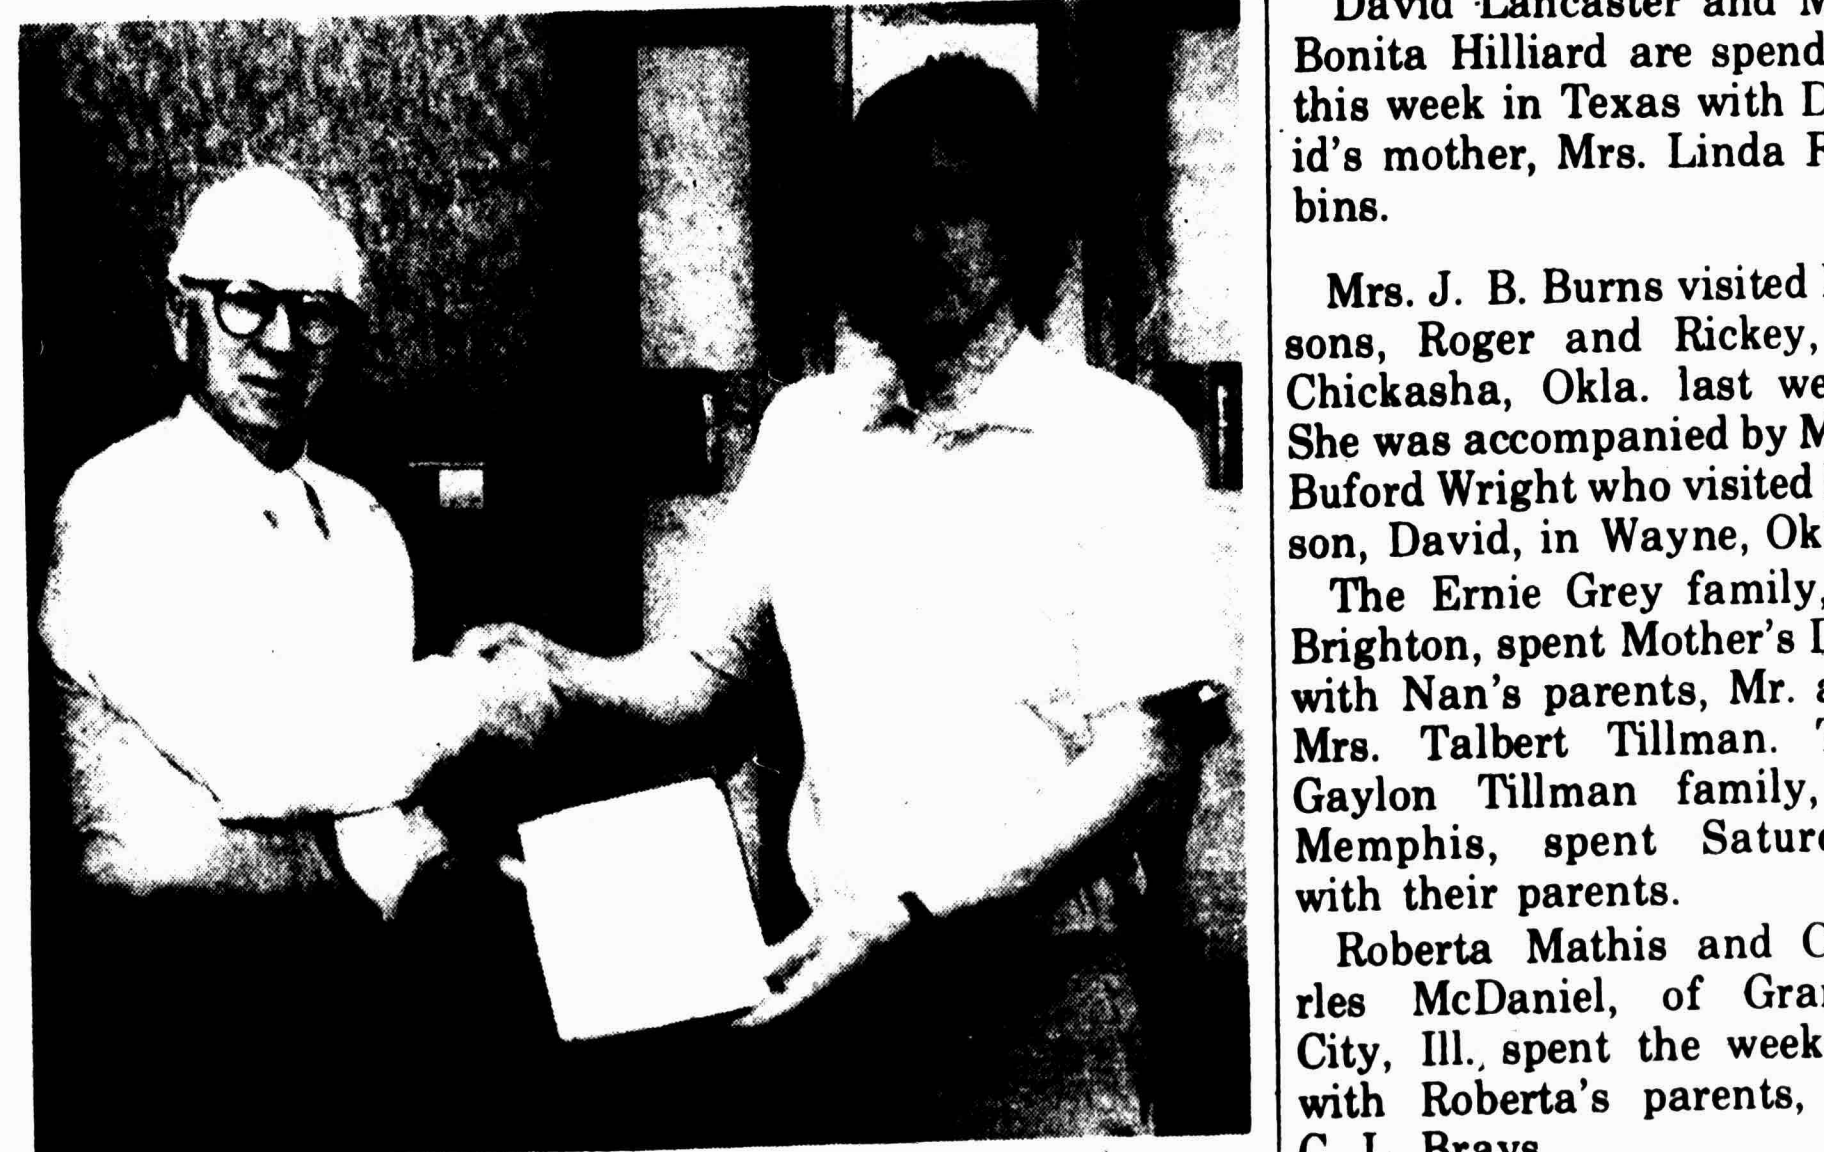 David Lancaster and
Bonita Hilliard are spend
this week in Texas with D
id's mother, Mrs. Linda R
bins.
Mrs. J. B. Burns visited
sons, Roger and Rickey,
Chickasha, Okla. last we
She was accompanied by M
Buford Wright who visited
son, David, in Wayne, Ok
The Ernie Grey family,
Brighton, spent Mother's D
with Nan's parents, Mr. a
Mrs. Talbert Tillman. T
Gaylon Tillman family,
Memphis, spent Satur
with their parents.
Roberta Mathis and C
rles McDaniel, of Gra
City, Ill., spent the week
with Roberta's parents,
C. L. Brays